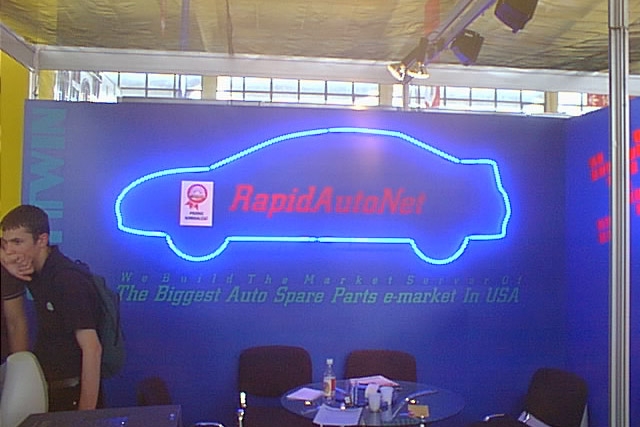 RapidAutoNet
We Build The Market Server Of
The Biggest Auto Spare Parts e-market In USA